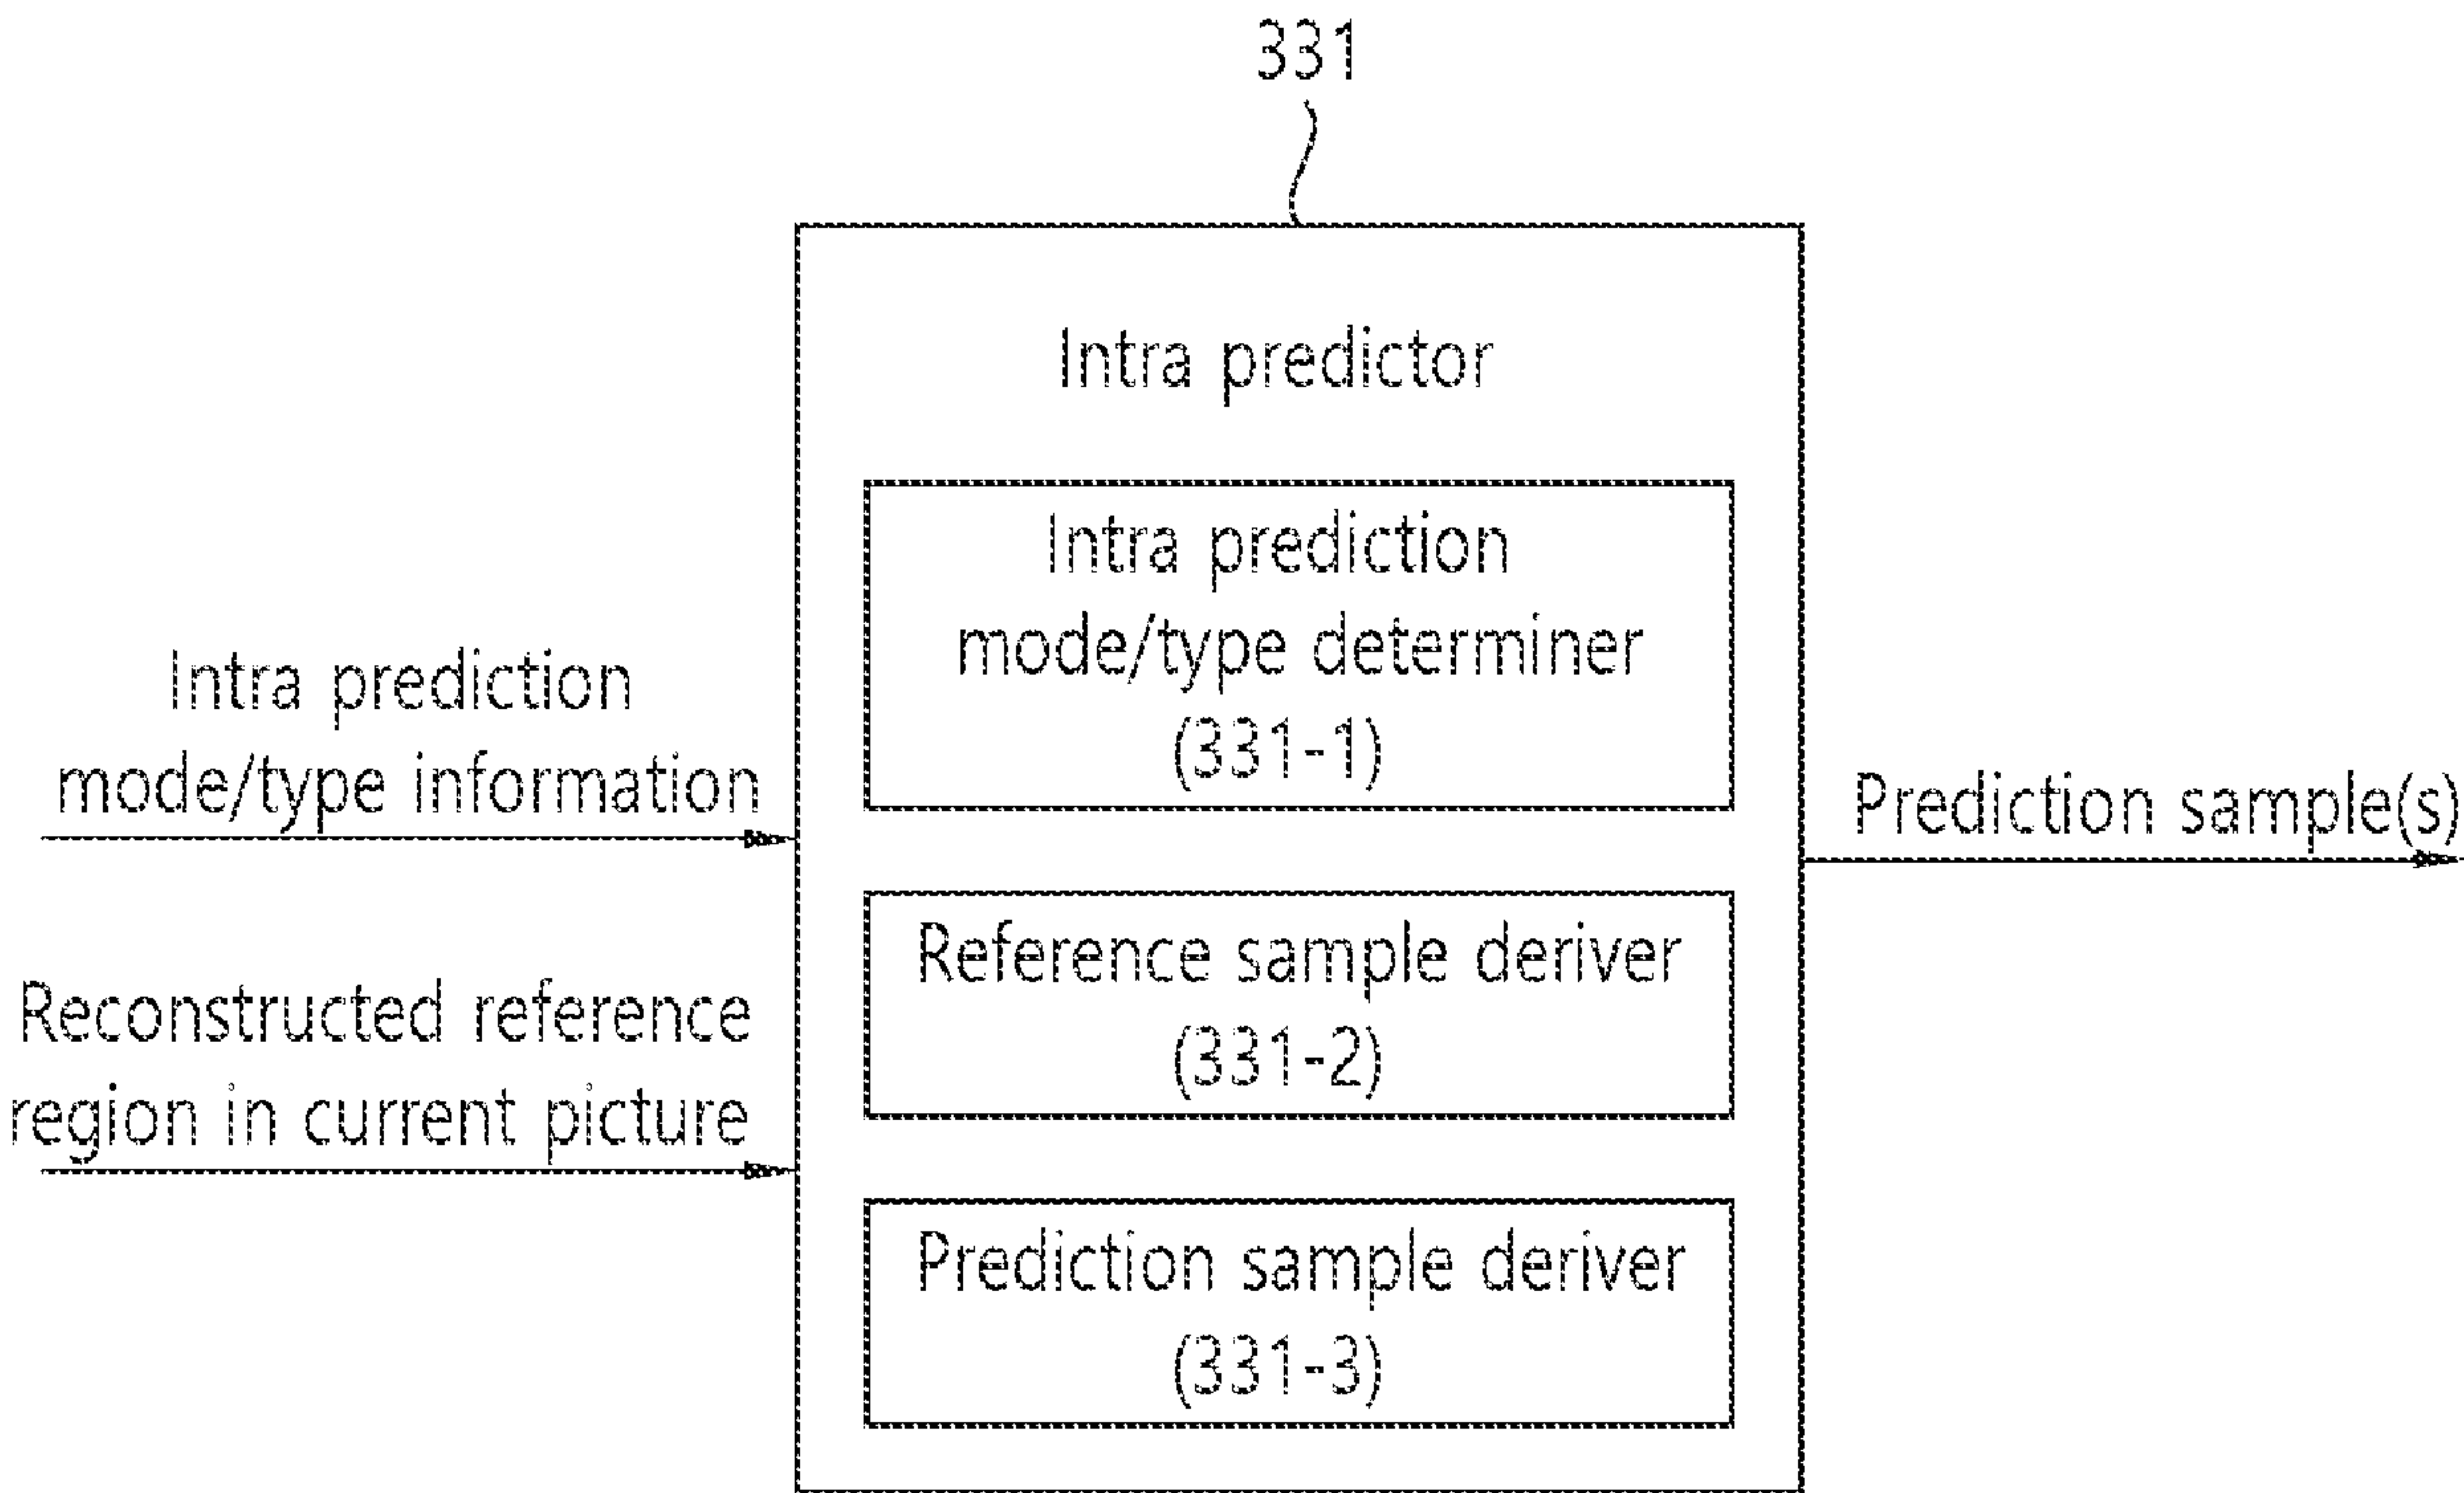 331
Intra predictor
Intra prediction
mode/type determiner
(331-1)
Reference sample deriver
(331-2)
Prediction sample deriver
(331-3)
Intra prediction
mode/type information
Reconstructed reference
region in current picture
Prediction sample(s)